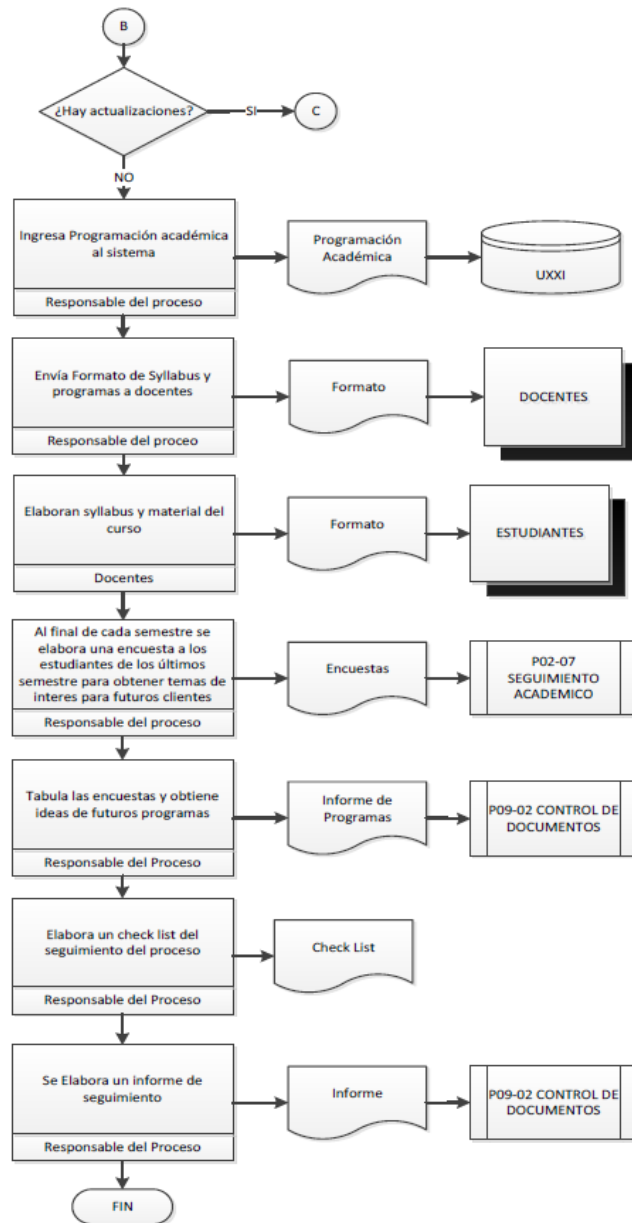 B
¿Hay actualizaciones?
SI
C
NO
Ingresa Programación académica
al sistema
Responsable del proceso
Programación
Académica
UXXI
Envía Formato de Syllabus y
programas a docentes
Responsable del proceo
Formato
DOCENTES
Elaboran syllabus y material del
curso
Docentes
Formato
ESTUDIANTES
Al final de cada semestre se
elabora una encuesta a los
estudiantes de los últimos
semestre para obtener temas de
interes para futuros clientes
Responsable del proceso
Encuestas
P02-07
SEGUIMIENTO
ACADEMICO
Tabula las encuestas y obtiene
ideas de futuros programas
Responsable del Proceso
Informe de
Programas
P09-02 CONTROL DE
DOCUMENTOS
Elabora un check list del
seguimiento del proceso
Responsable del Proceso
Check List
Se Elabora un informe de
seguimiento
Responsable del Proceso
Informe
P09-02 CONTROL DE
DOCUMENTOS
FIN